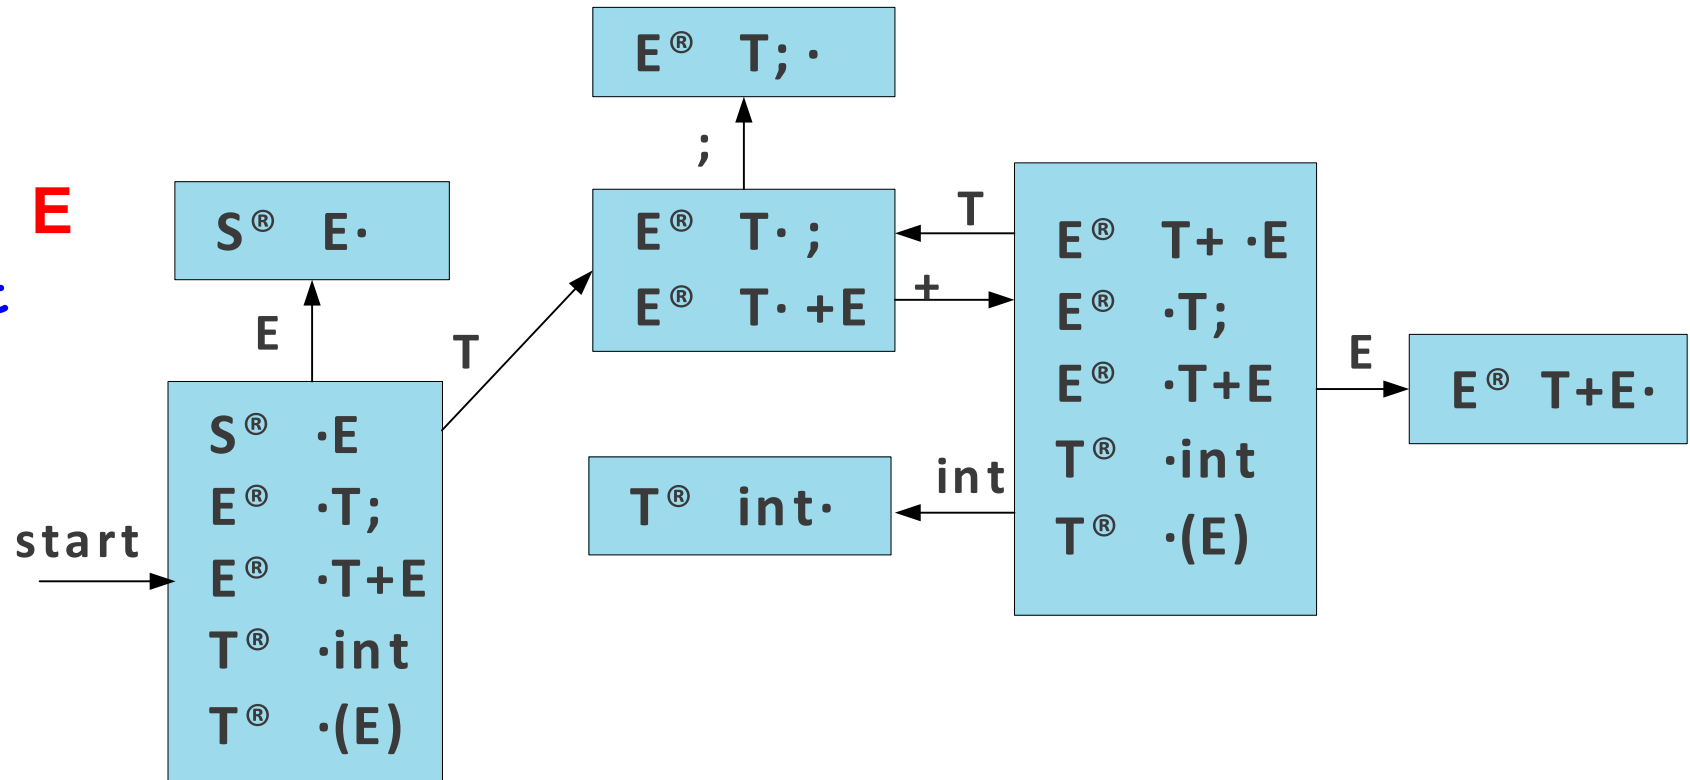 E® T;·
;
E
S® E·
E
T
E® T·;
E® T·+E
T
+
E® T+ ·E
E® ·T;
E® ·T+E
T® ·int
T® ·(E)
E
E® T+E·
int
T® int·
start
S® ·E
E® ·T;
E® ·T+E
T® ·int
T® ·(E)